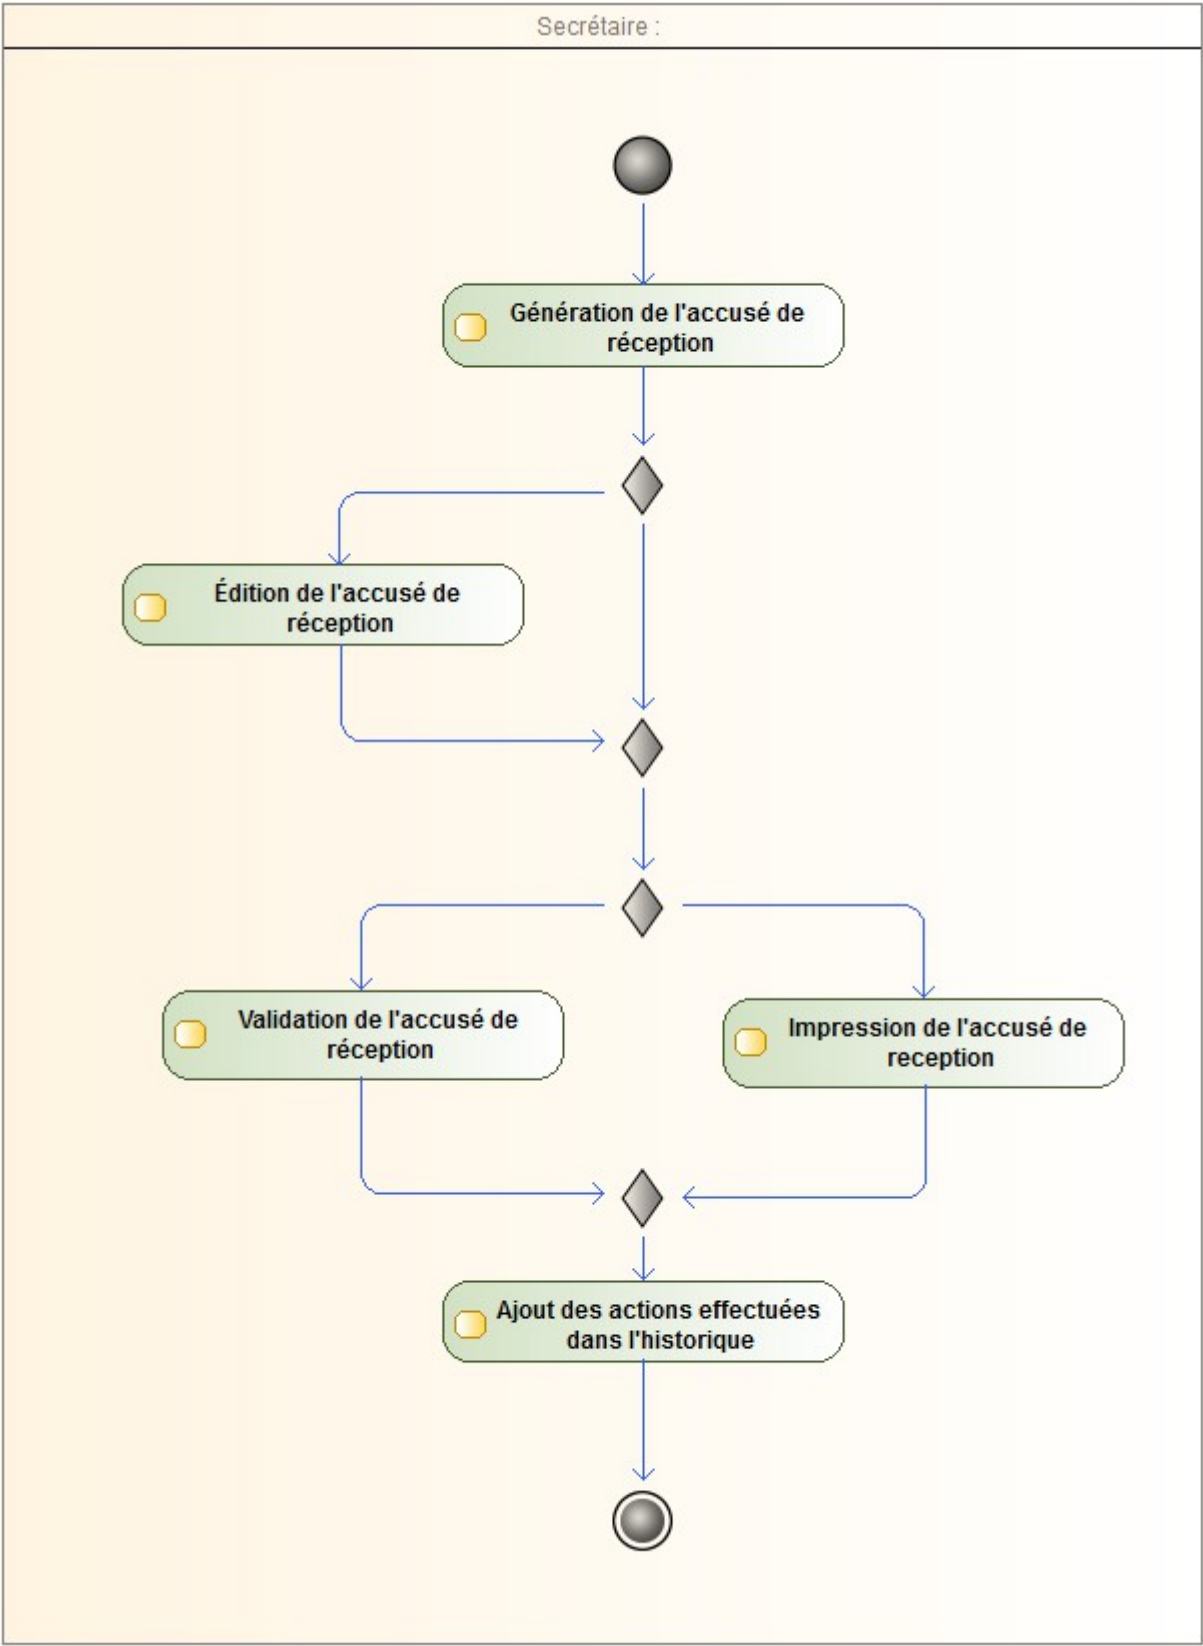 Secrétaire :
Génération de l'accusé de
réception
Édition de l'accusé de
réception
Validation de l'accusé de
réception
Impression de l'accusé de
reception
Ajout des actions effectuées
dans l'historique